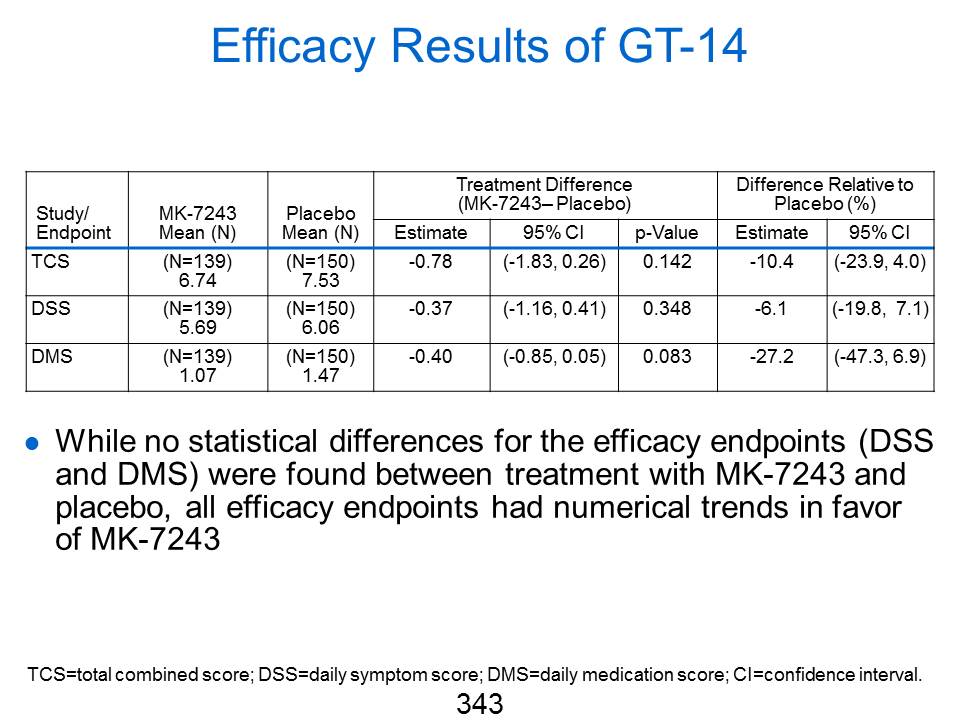 Efficacy Results of GT-14
Study/
Endpoint
MK-7243
Mean (N)
Placebo
Mean (N)
Treatment Difference
(MK-7243– Placebo)
Difference Relative to
Placebo (%)
Estimate 95% CI p-Value Estimate 95% CI
TCS (N=139) (N=150) -0.78 (-1.83, 0.26) 0.142 -10.4 (-23.9, 4.0)
6.74 7.53
DSS (N=139) (N=150) -0.37 (-1.16, 0.41) 0.348 -6.1 (-19.8, 7.1)
5.69 6.06
DMS (N=139) (N=150) -0.40 (-0.85, 0.05) 0.083 -27.2 (-47.3, 6.9)
1.07 1.47
● While no statistical differences for the efficacy endpoints (DSS
and DMS) were found between treatment with MK-7243 and
placebo, all efficacy endpoints had numerical trends in favor
of MK-7243
TCS=total combined score; DSS=daily symptom score; DMS=daily medication score; CI=confidence interval.
343